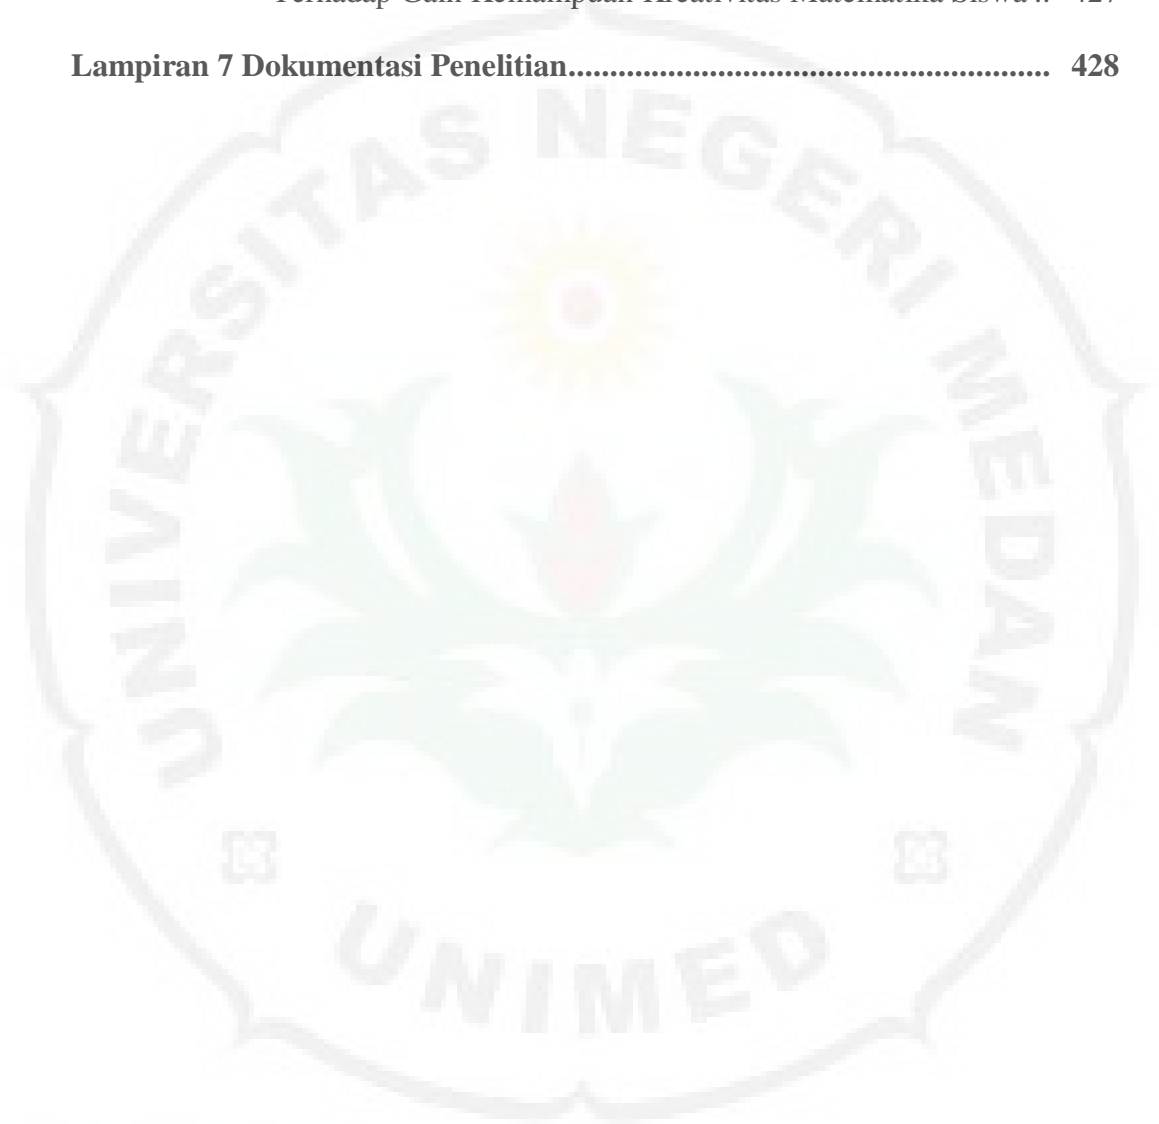 Terhadap Gain Kemampuan Kreativitas Matematika Siswa .. 427
Lampiran 7 Dokumentasi Penelitian.......................................................... 428
UNIVERSITAS NEGERI MEDAN
UNIMED